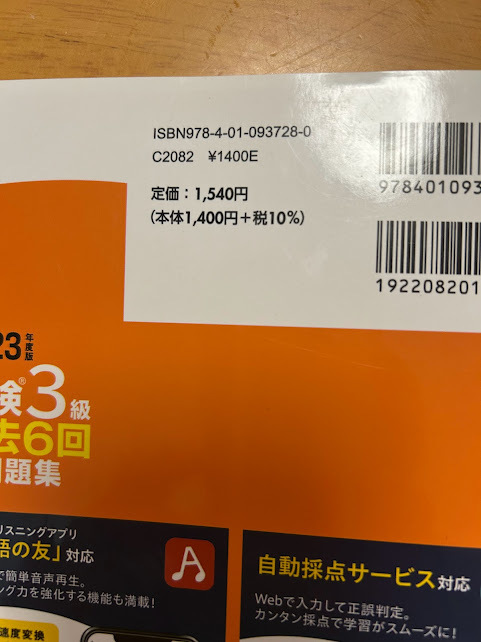 ISBN978-4-01-093728-0
C2082 ¥1400E
定価：1,540円
(本体1,400円＋税10%)
978401093
192208201
23年度版
検®3級
去6回
問題集
リスニングアプリ
語の友」対応
で簡単音声再生。
ング力を強化する機能も満載！
速度変換
自動採点サービス対応
Webで入力して正誤判定。
カンタン採点で学習がスムーズに！